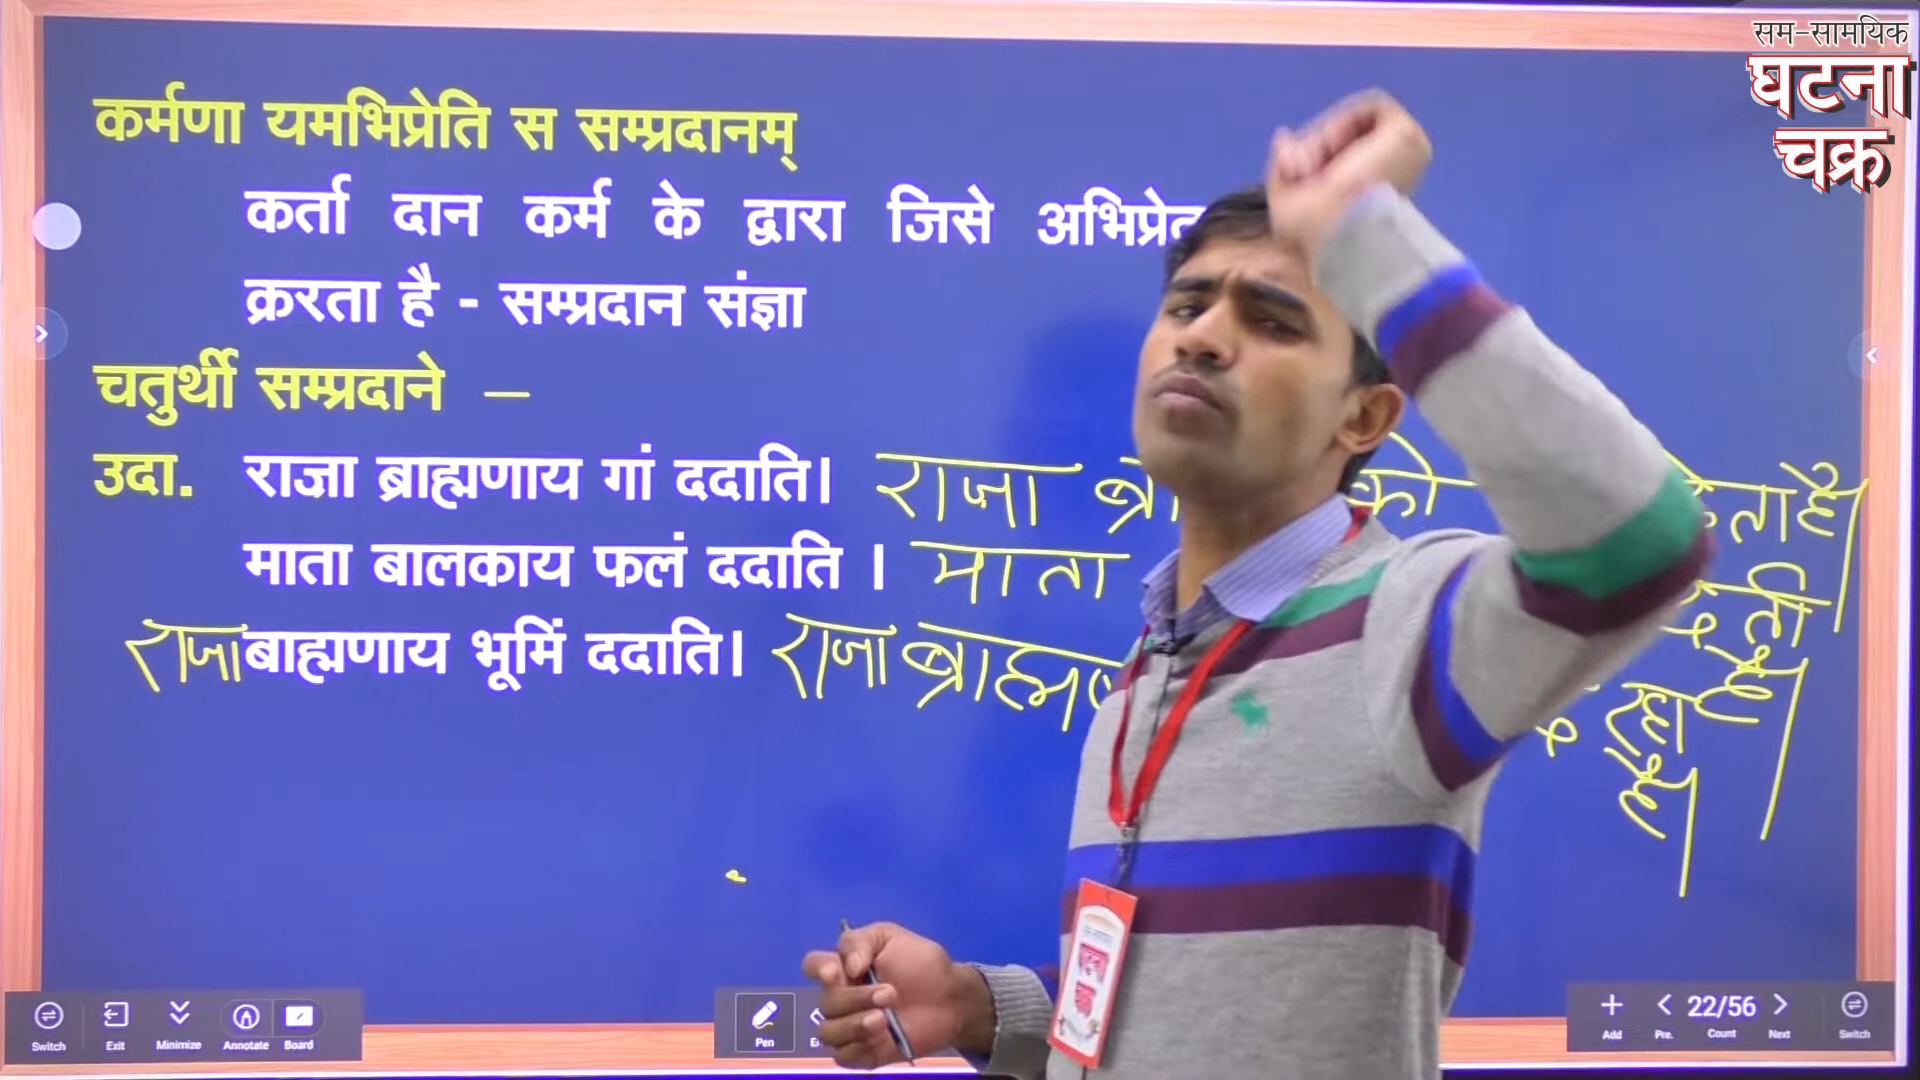 सम-सामयिक
घटना
चक्र
कर्मणा यमभिप्रेति स सम्प्रदानम्
कर्ता दान कर्म के द्वारा जिसे
क्रता है - सम्प्रदान संज्ञा
चतुर्थी सम्प्रदाने –
उदा. राजा ब्राह्मणाय गां ददाति। राजा को
माता बालकाय फलं ददाति । माता
राजा बाह्मणाय भूमिं ददाति। राजा
रहा
है।
Switch Exit Minimize Annotate Board Pen
Add Pre. 22/56 Count Next Switch